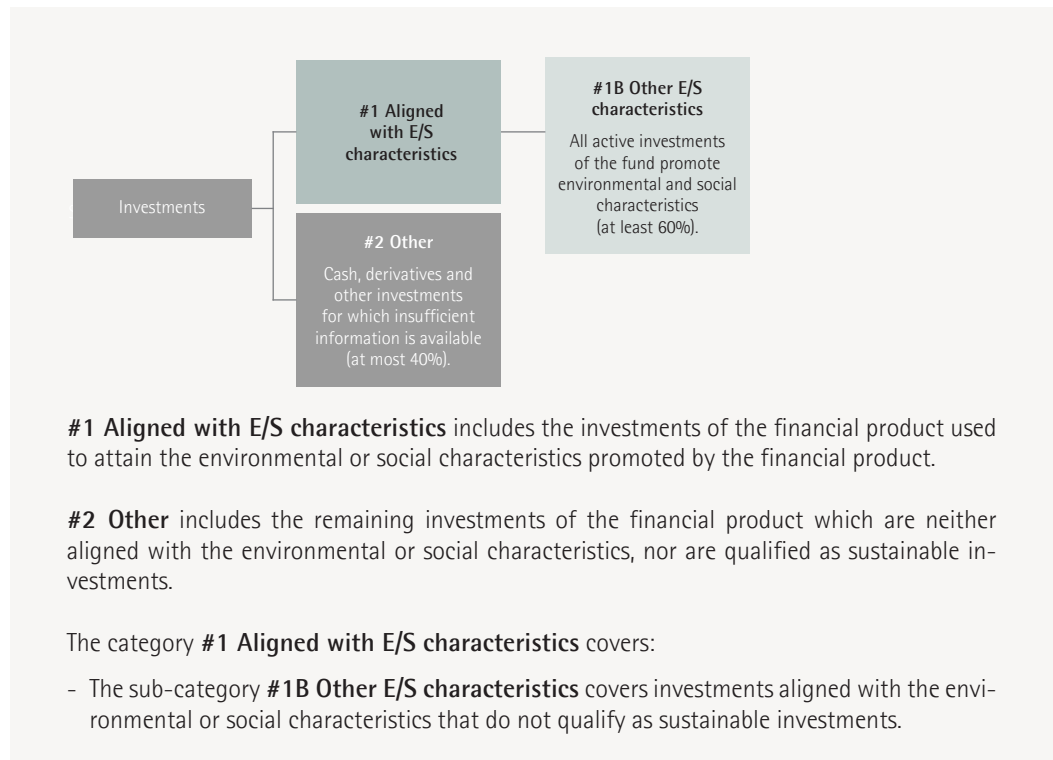 #1 Aligned
with E/S
characteristics
#1B Other E/S
characteristics
All active investments
of the fund promote
environmental and social
characteristics
(at least 60%).
Investments
#2 Other
Cash, derivatives and
other investments
for which insufficient
information is available
(at most 40%).
#1 Aligned with E/S characteristics includes the investments of the financial product used
to attain the environmental or social characteristics promoted by the financial product.
#2 Other includes the remaining investments of the financial product which are neither
aligned with the environmental or social characteristics, nor are qualified as sustainable in-
vestments.
The category #1 Aligned with E/S characteristics covers:
- The sub-category #1B Other E/S characteristics covers investments aligned with the envi-
ronmental or social characteristics that do not qualify as sustainable investments.